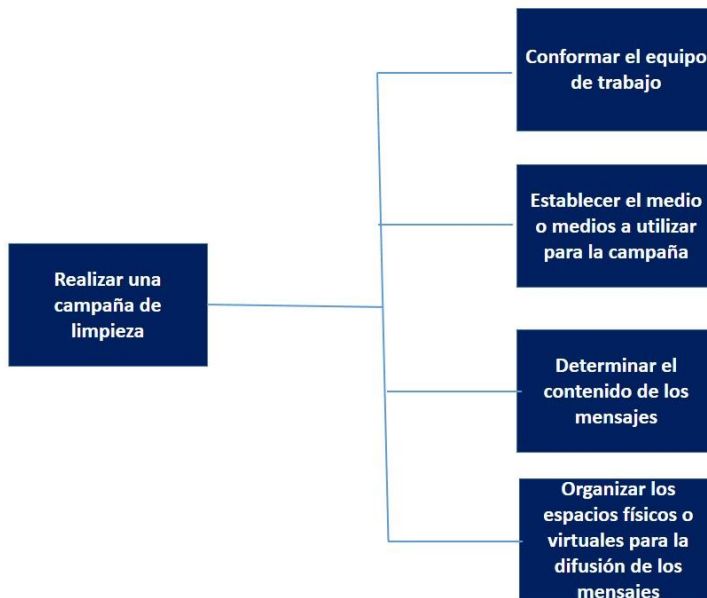 Conformar el equipo
de trabajo
Establecer el medio
o medios a utilizar
para la campaña
Realizar una
campaña de
limpieza
Determinar el
contenido de los
mensajes
Organizar los
espacios físicos o
virtuales para la
difusión de los
mensajes